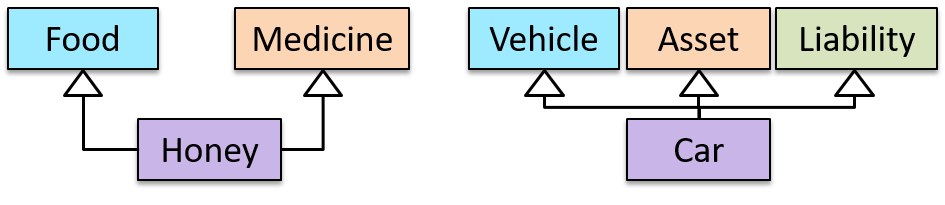 Food
Medicine
Vehicle
Asset
Liability
Honey
Car